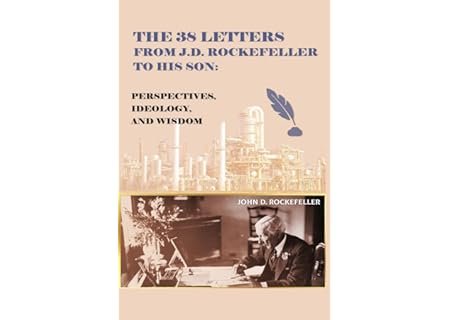 THE 38 LETTERS
FROM J.D. ROCKEFELLER
TO HIS SON:
PERSPECTIVES,
IDEOLOGY,
AND WISDOM
JOHN D. ROCKEFELLER